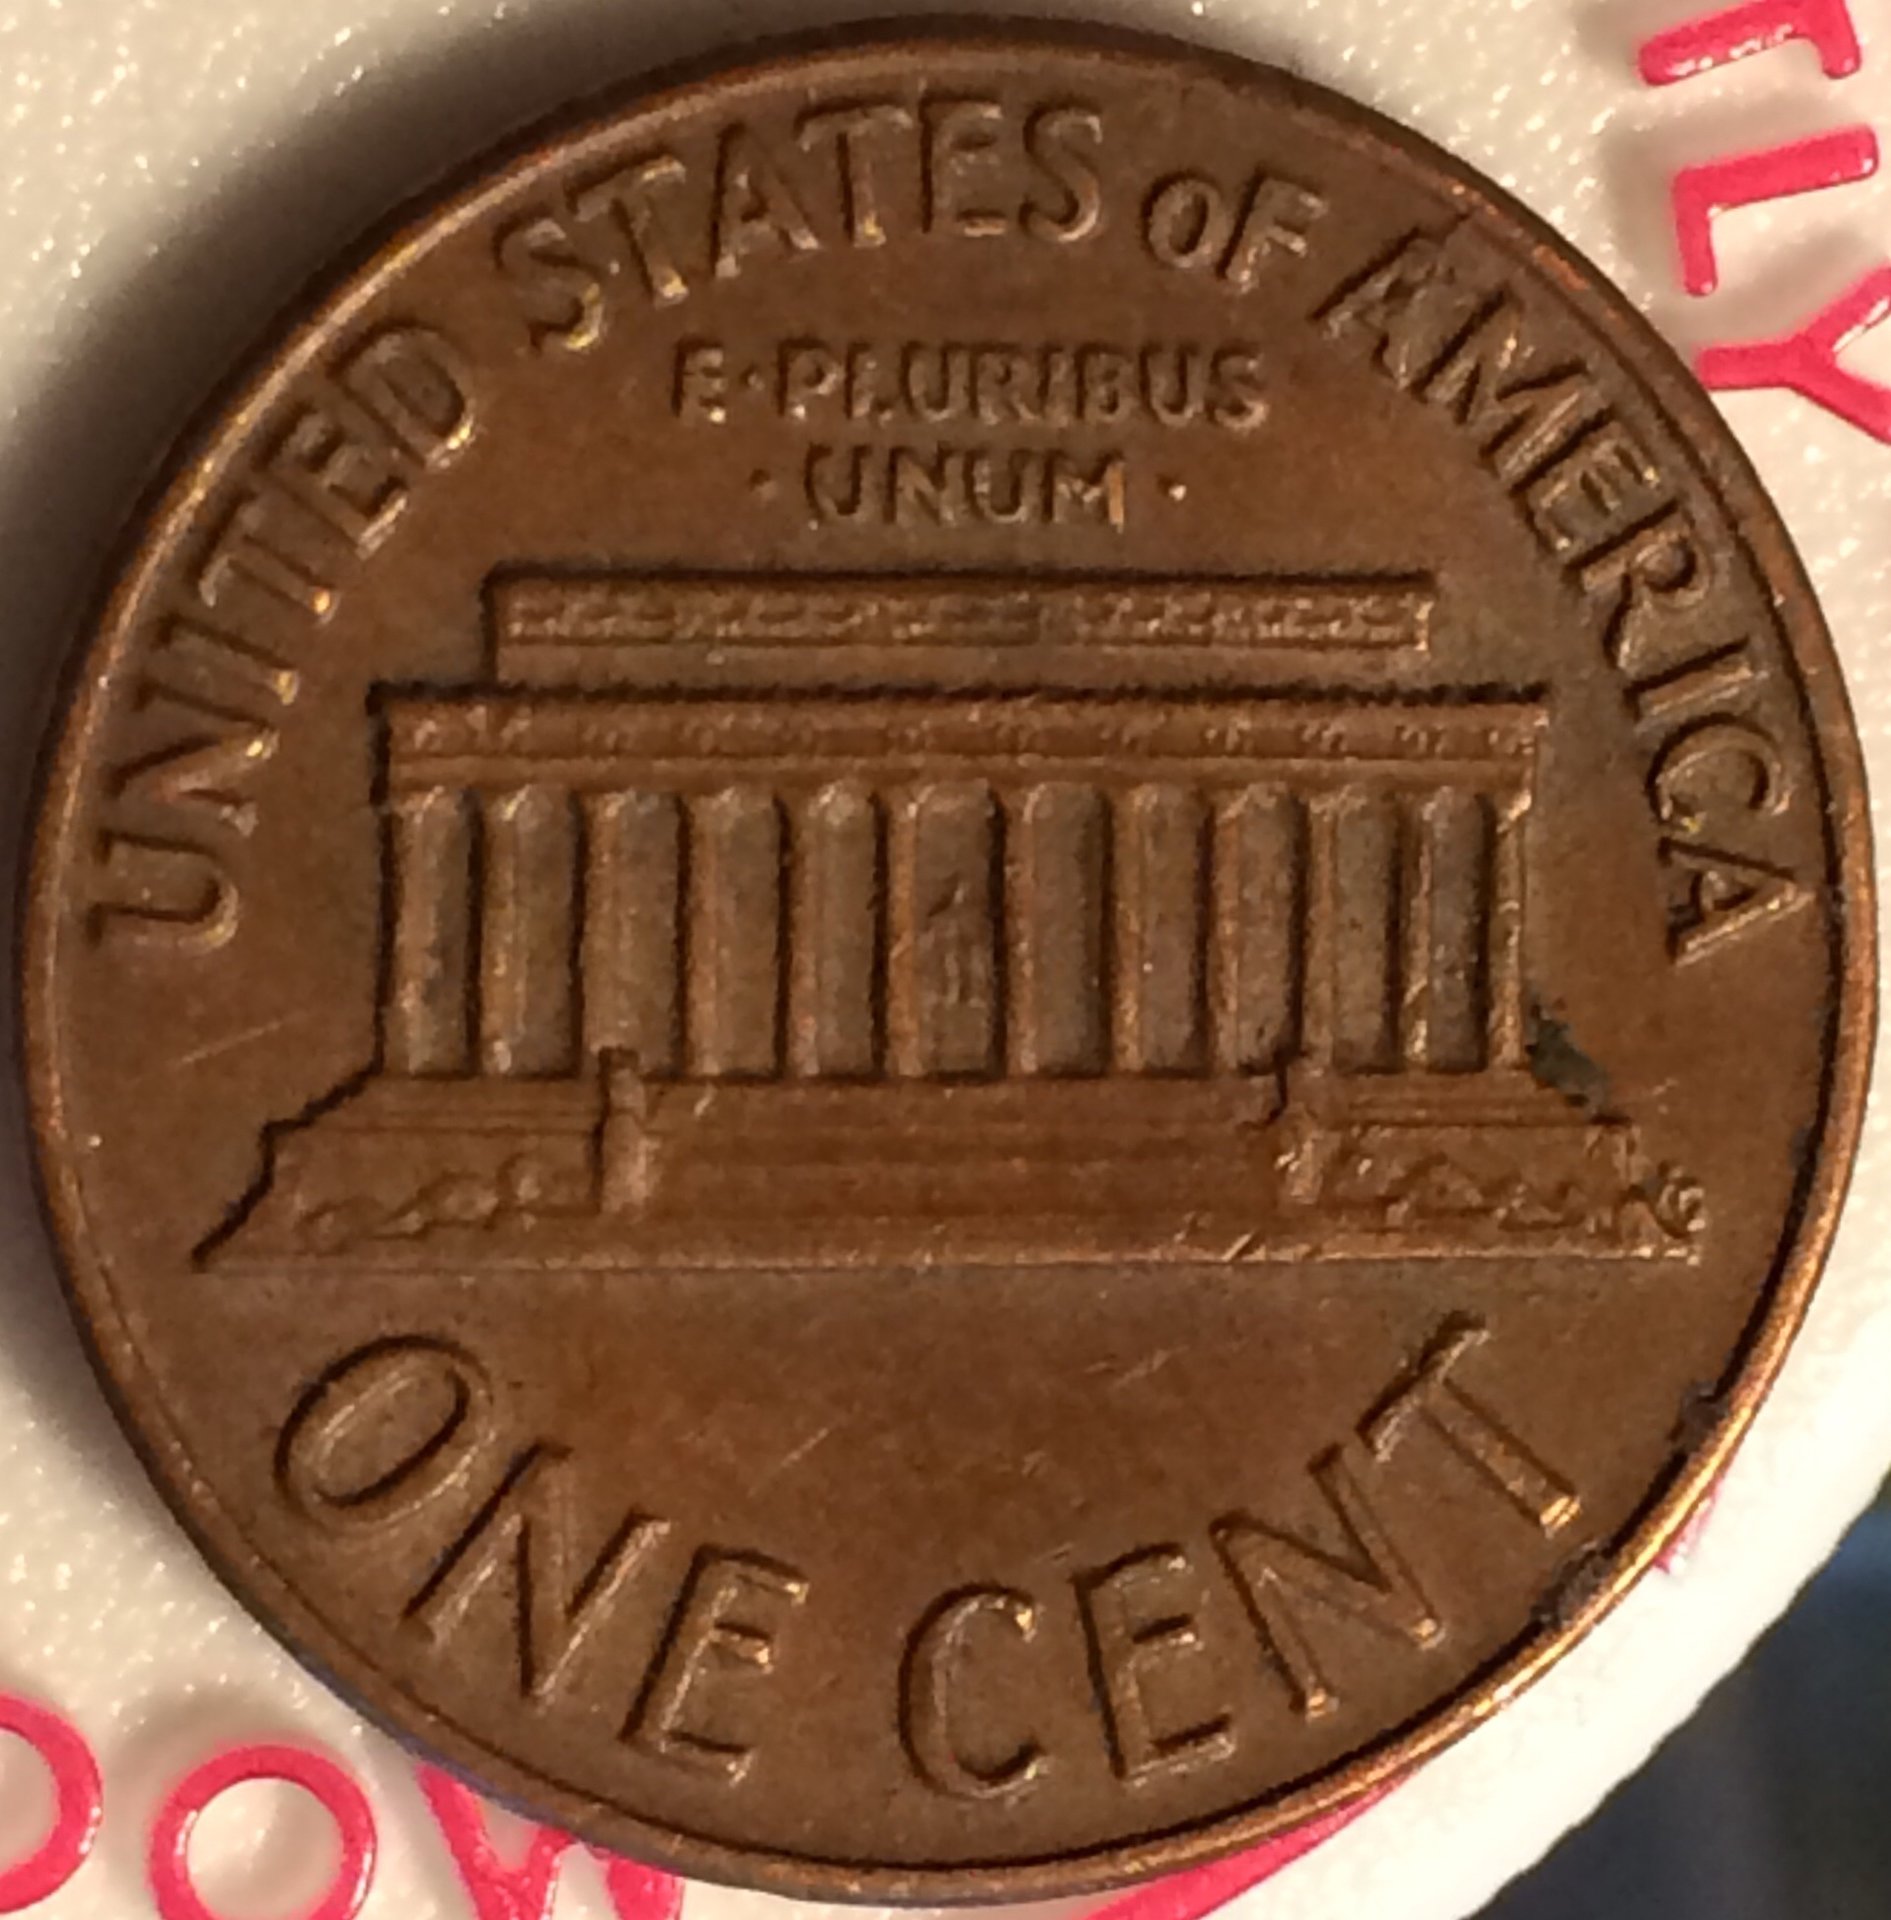 UNITED STATES OF AMERICA
E·PLURIBUS
·UNUM·
ONE CENT